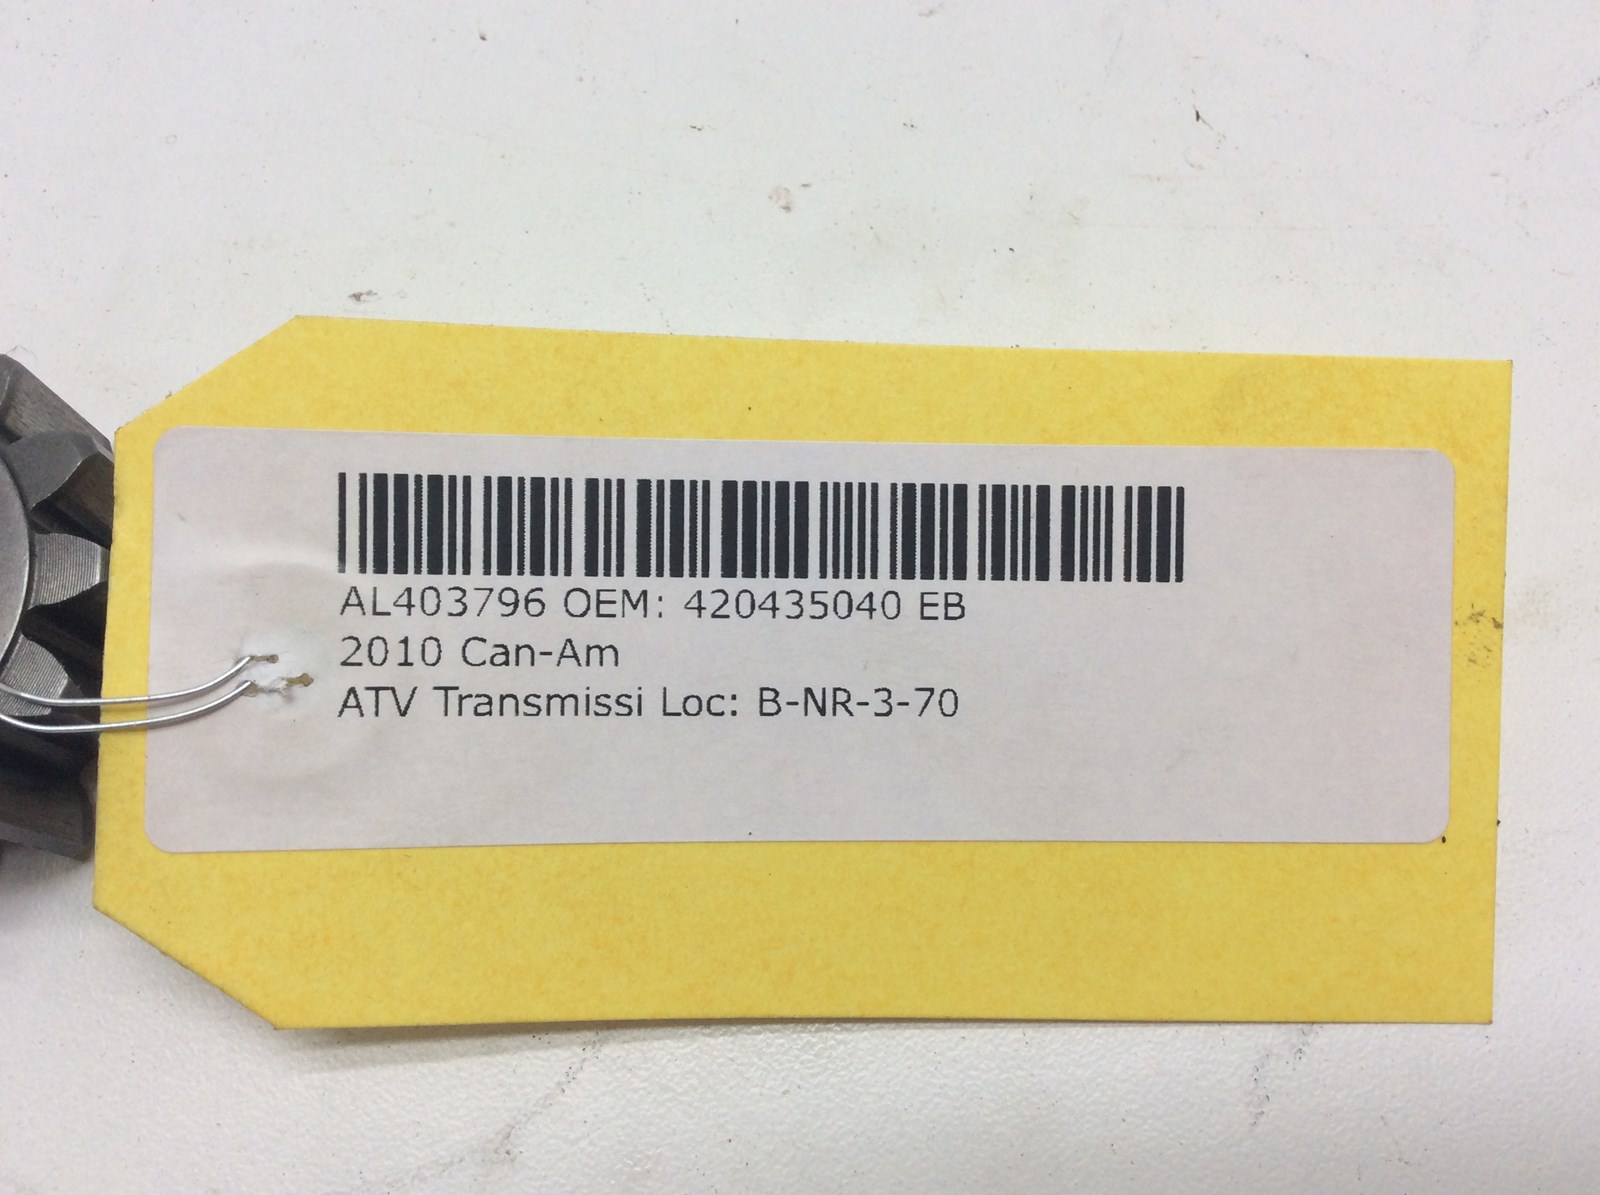 AL403796 OEM: 420435040 EB
2010 Can-Am
ATV Transmissi Loc: B-NR-3-70